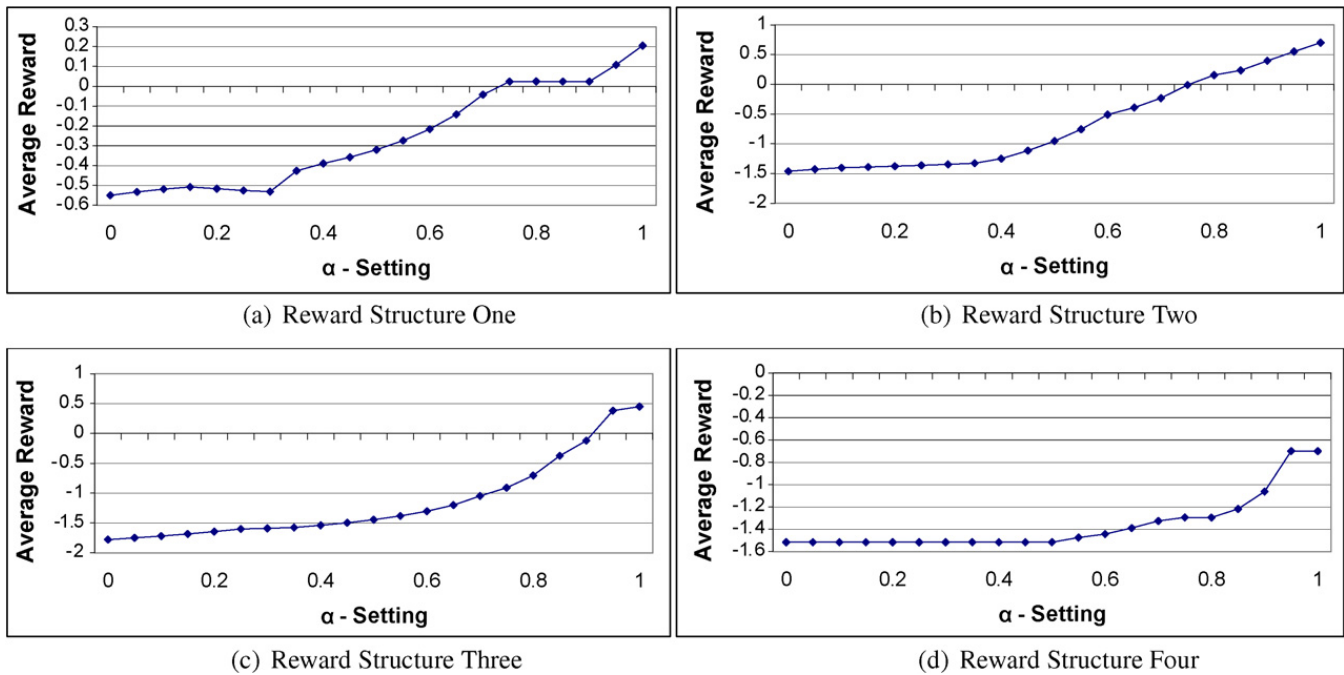 Average Reward
0.3
0.2
0.1
0
-0.1
-0.2
-0.3
-0.4
-0.5
-0.6
0 0.2 0.4 0.6 0.8 1
α - Setting
(a) Reward Structure One
Average Reward
1
0.5
0
-0.5
-1
-1.5
-2
0 0.2 0.4 0.6 0.8 1
α - Setting
(b) Reward Structure Two
Average Reward
1
0.5
0
-0.5
-1
-1.5
-2
0 0.2 0.4 0.6 0.8 1
α - Setting
(c) Reward Structure Three
Average Reward
0
-0.2
-0.4
-0.6
-0.8
-1
-1.2
-1.4
-1.6
0 0.2 0.4 0.6 0.8 1
α - Setting
(d) Reward Structure Four